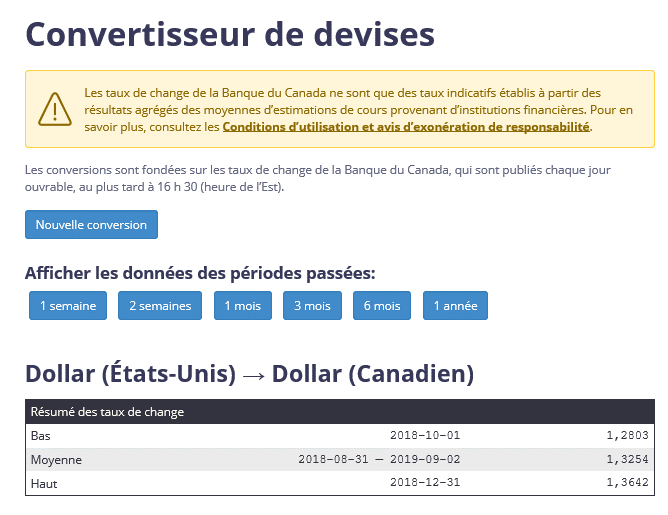 Convertisseur de devises
Les taux de change de la Banque du Canada ne sont que des taux indicatifs établis à partir des
résultats agrégés des moyennes d’estimations de cours provenant d’institutions financières. Pour en
savoir plus, consultez les Conditions d’utilisation et avis d’exonération de responsabilité.
Les conversions sont fondées sur les taux de change de la Banque du Canada, qui sont publiés chaque jour
ouvrable, au plus tard à 16 h 30 (heure de l’Est).
Nouvelle conversion
Afficher les données des périodes passées:
1 semaine 2 semaines 1 mois 3 mois 6 mois 1 année
Dollar (États-Unis) → Dollar (Canadien)
Résumé des taux de change
Bas 2018-10-01 1,2803
Moyenne 2018-08-31 — 2019-09-02 1,3254
Haut 2018-12-31 1,3642